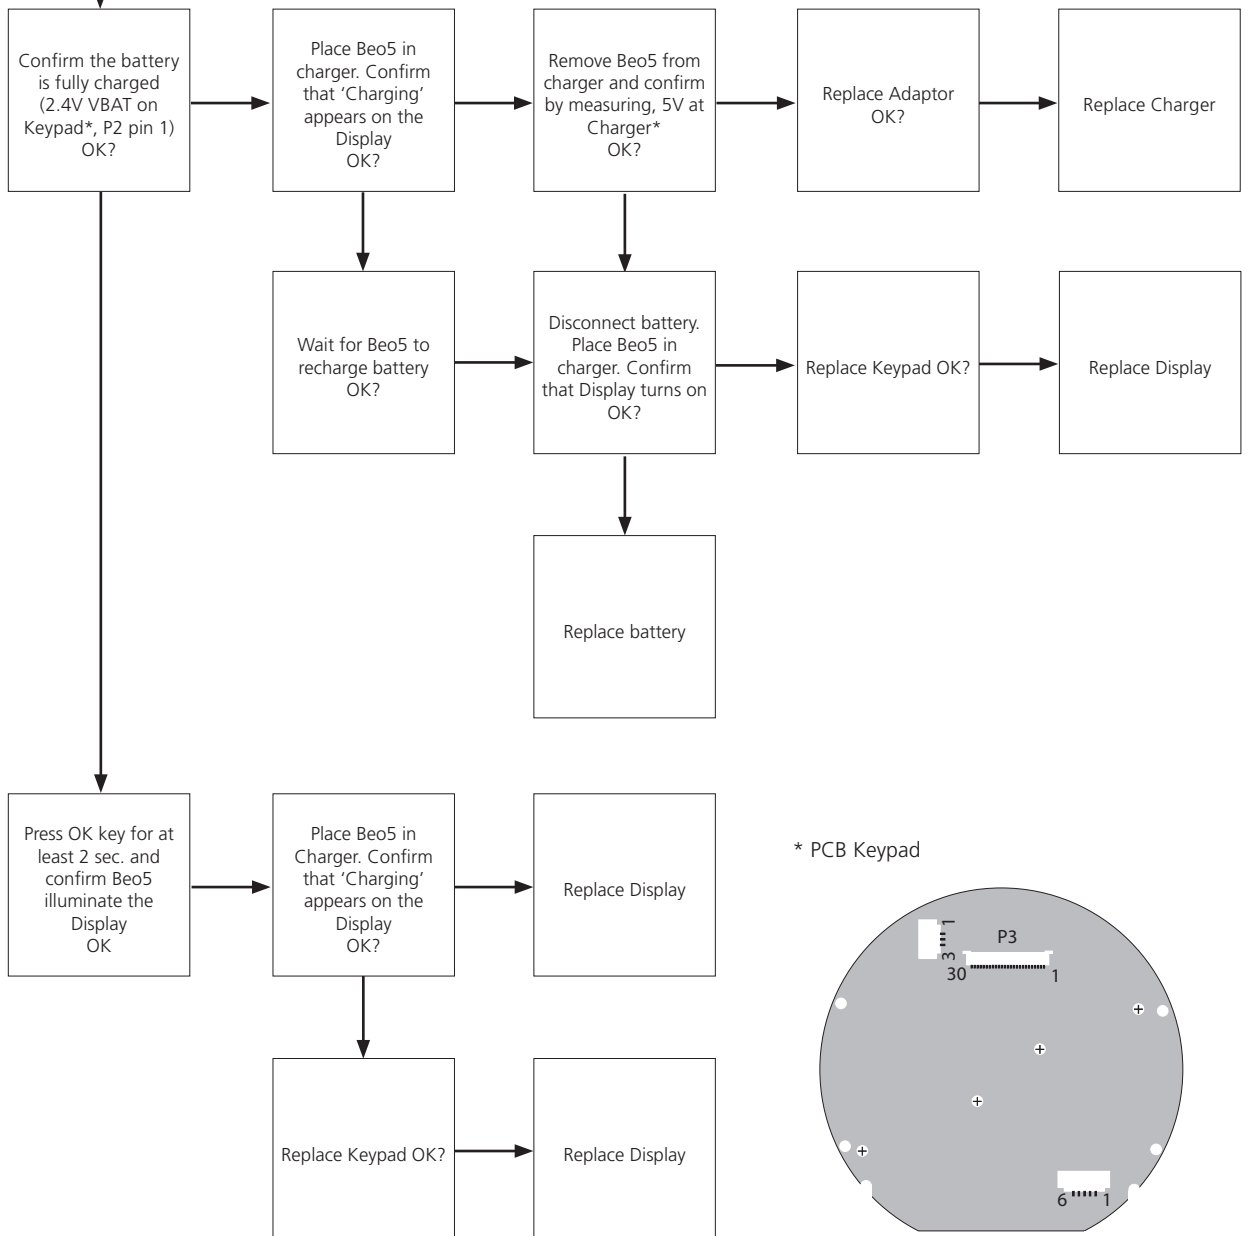 Confirm the battery
is fully charged
(2.4V VBAT on
Keypad*, P2 pin 1)
OK?
Place Beo5 in
charger. Confirm
that ‘Charging’
appears on the
Display
OK?
Remove Beo5 from
charger and confirm
by measuring, 5V at
Charger*
OK?
Replace Adaptor
OK?
Replace Charger
Wait for Beo5 to
recharge battery
OK?
Disconnect battery.
Place Beo5 in
charger. Confirm
that Display turns on
OK?
Replace Keypad OK?
Replace Display
Replace battery
Press OK key for at
least 2 sec. and
confirm Beo5
illuminate the
Display
OK
Place Beo5 in
Charger. Confirm
that ‘Charging’
appears on the
Display
OK?
Replace Display
Replace Keypad OK?
Replace Display
* PCB Keypad
1
3
P3
30 1
6 1